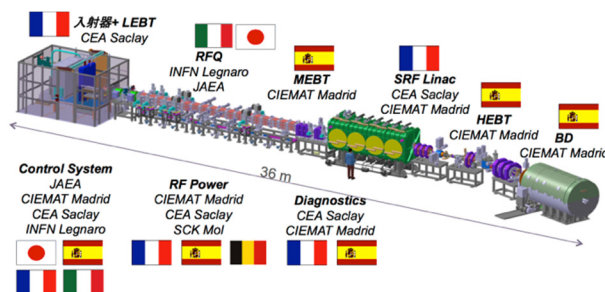 入射器+ LEBT
CEA Saclay
RFQ
INFN Legnaro
JAEA
MEBT
CIEMAT Madrid
SRF Linac
CEA Saclay
CIEMAT Madrid
HEBT
CIEMAT Madrid
BD
CIEMAT Madrid
36 m
Control System
JAEA
CIEMAT Madrid
CEA Saclay
INFN Legnaro
RF Power
CIEMAT Madrid
CEA Saclay
SCK Mol
Diagnostics
CEA Saclay
CIEMAT Madrid